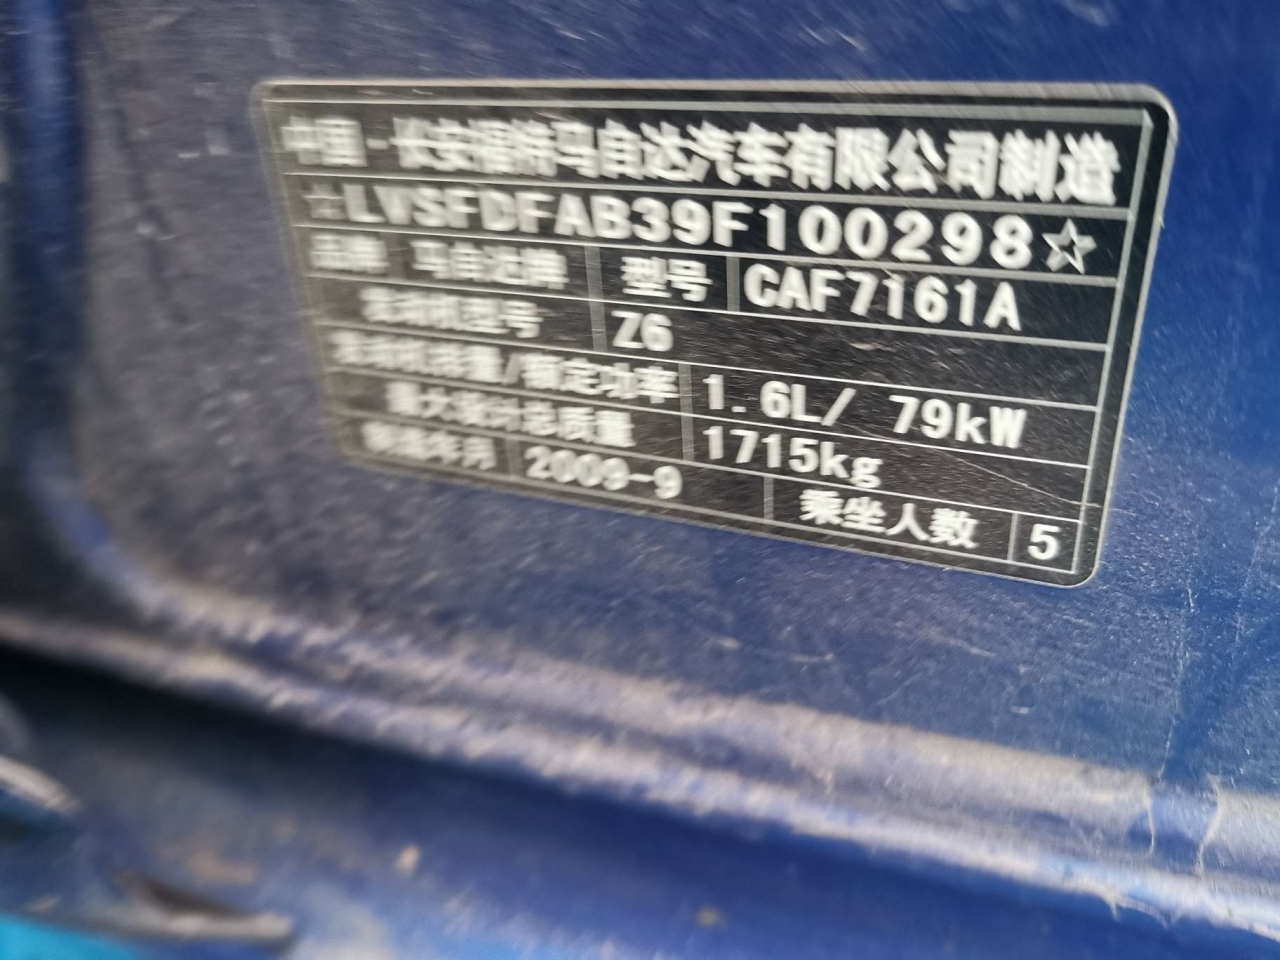 中国-长安福特马自达汽车有限公司制造
☆LVSFDFAB39F100298☆
品牌 马自达牌 型号 CAF7161A
发动机型号 Z6
发动机排量/额定功率 1.6L/ 79kW
最大设计总质量 1715kg
制造年月 2009-9 乘坐人数 5